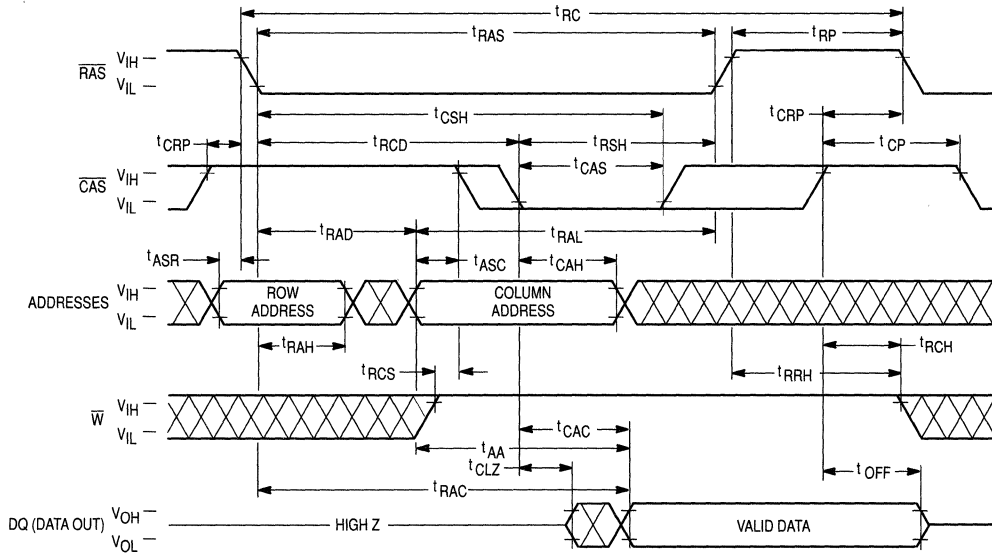 tRC
tRAS
tRP
RAS
VIH
VIL
tCSH
tCRP
tCRP
tRCD
tRSH
tCP
tCAS
CAS
VIH
VIL
tRAD
tRAL
tASR
tASC
tCAH
ADDRESSES
VIH
VIL
ROW
ADDRESS
COLUMN
ADDRESS
tRAH
tRCH
tRCS
tRRH
W
VIH
VIL
tCAC
tAA
tCLZ
tOFF
tRAC
DQ (DATA OUT)
VOH
VOL
HIGH Z
VALID DATA